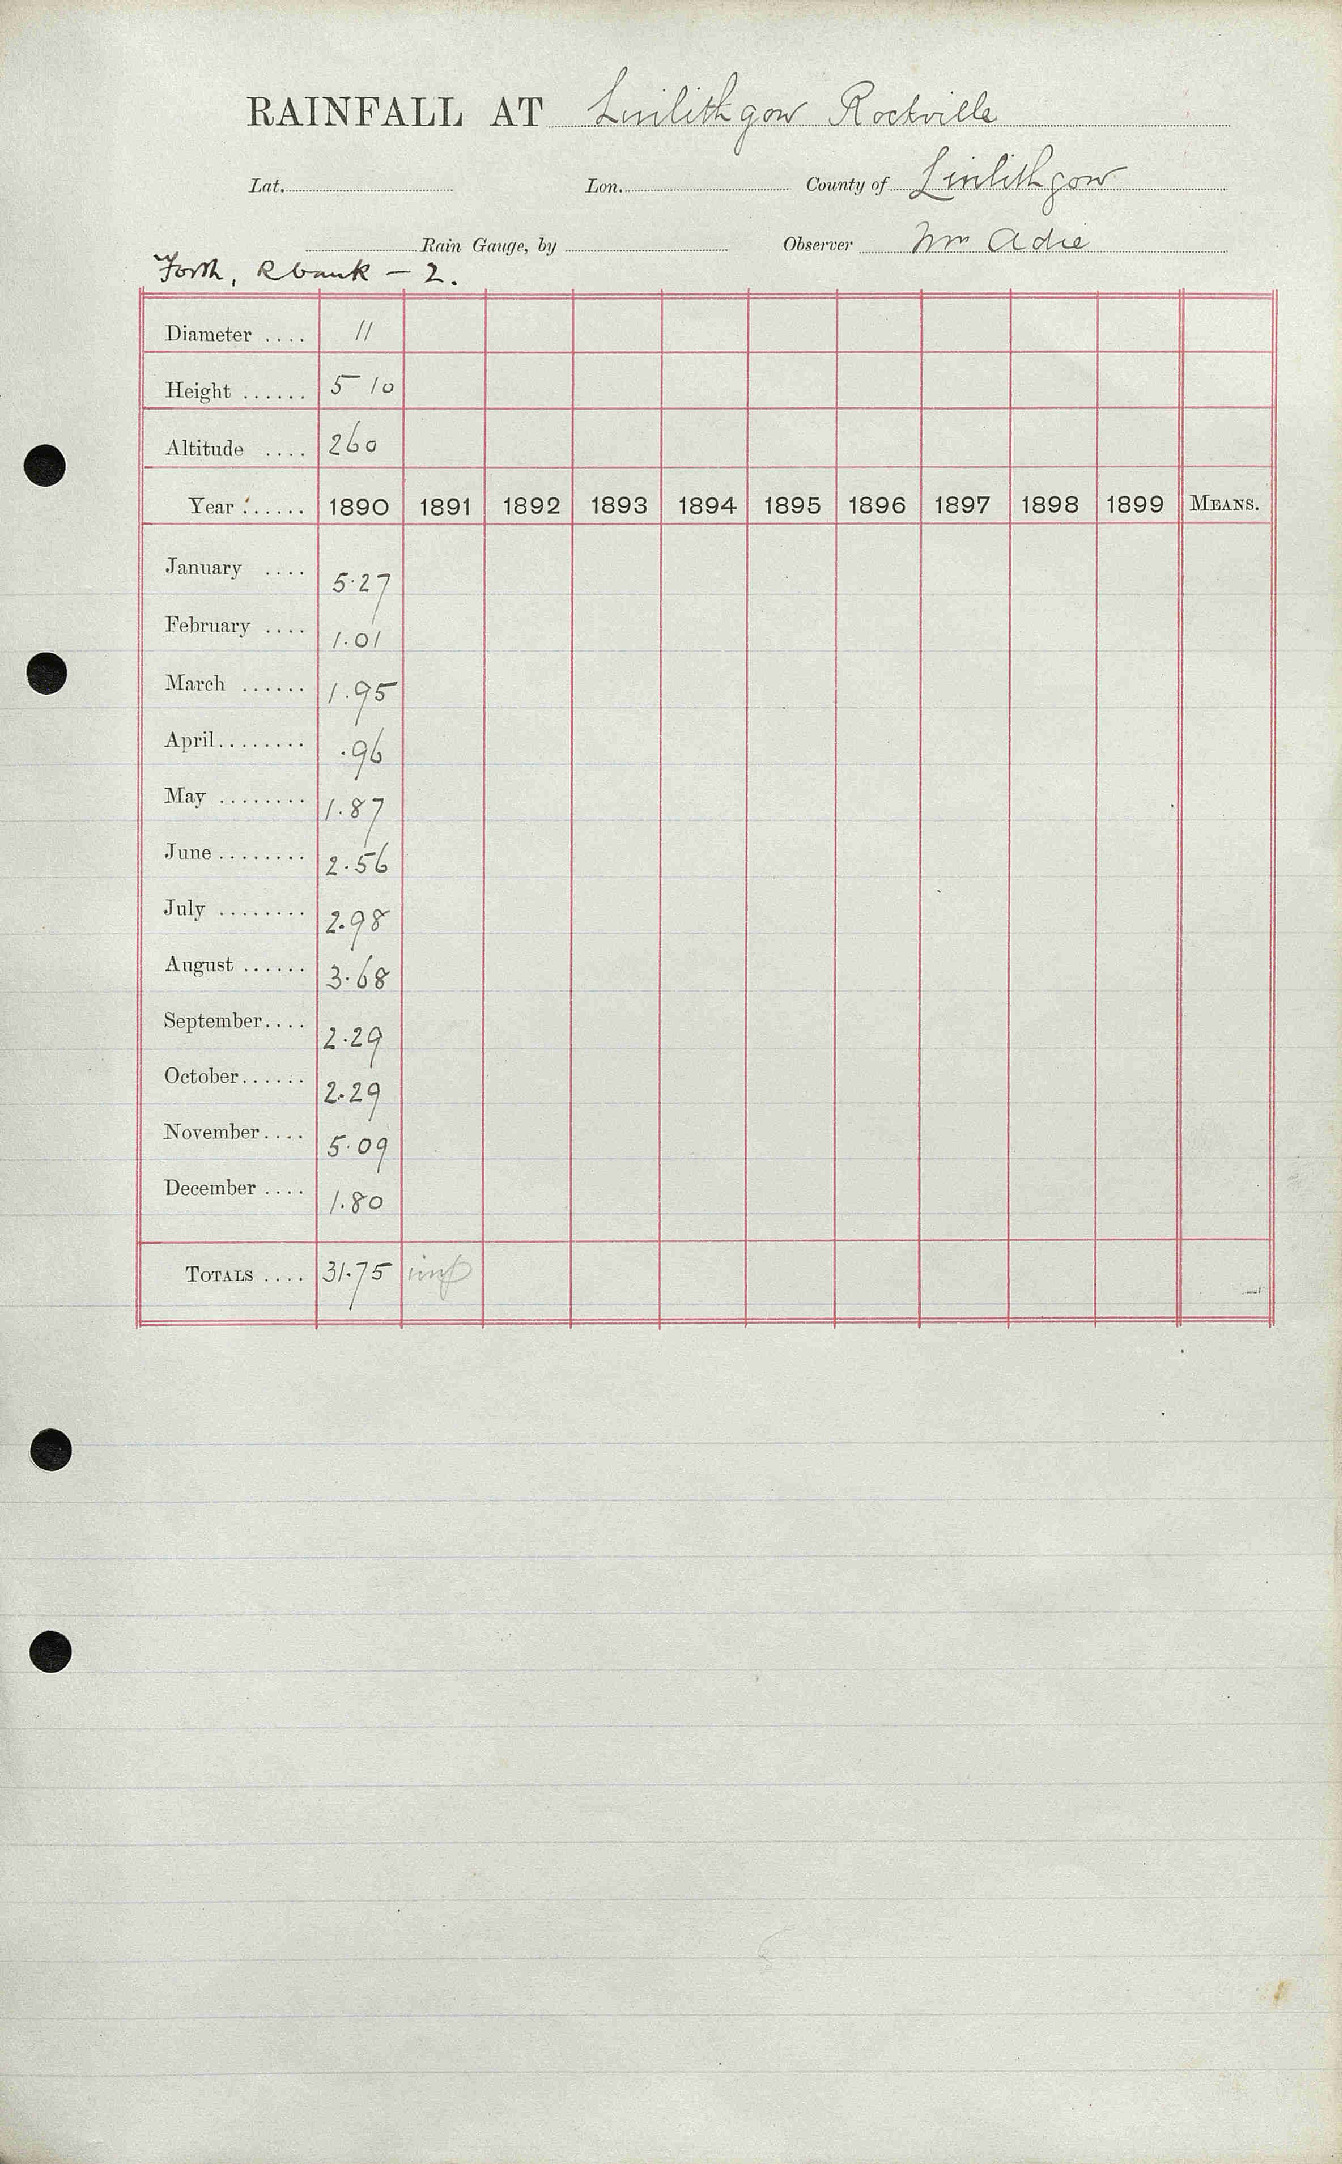 RAINFALL AT Linlithgow Rockville
Lat. Lon. County of Linlithgow
Rain Gauge, by Observer Wm Adie
Forth, R bank – 2.
Diameter .... 11
Height ...... 5 10
Altitude .... 260
Year ...... 1890 1891 1892 1893 1894 1895 1896 1897 1898 1899 MEANS.
January .... 5.27
February .... 1.01
March ...... 1.95
April........ .96
May ........ 1.87
June........ 2.56
July ........ 2.98
August ...... 3.68
September.... 2.29
October...... 2.29
November.... 5.09
December .... 1.80
TOTALS .... 31.75 imp